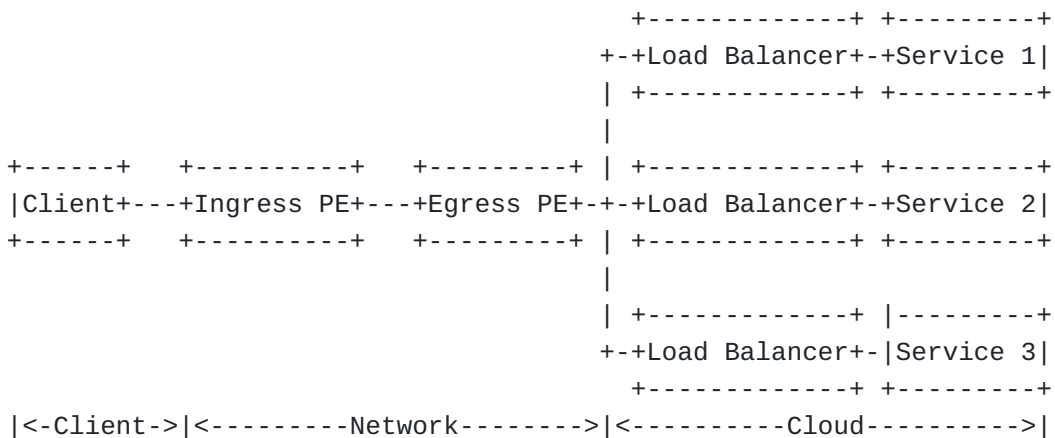 +-------------+ +---------+
                                       +-+Load Balancer+-+Service 1|
                                       | +-------------+ +---------+
                                       |
+------+   +----------+   +---------+ | +-------------+ +---------+
|Client+---+Ingress PE+---+Egress PE+-+-+Load Balancer+-+Service 2|
+------+   +----------+   +---------+ | +-------------+ +---------+
                                       |
                                       | +-------------+ |---------+
                                       +-+Load Balancer+-|Service 3|
                                         +-------------+ +---------+
|<-Client->|<---------Network-------->|<----------Cloud---------->|